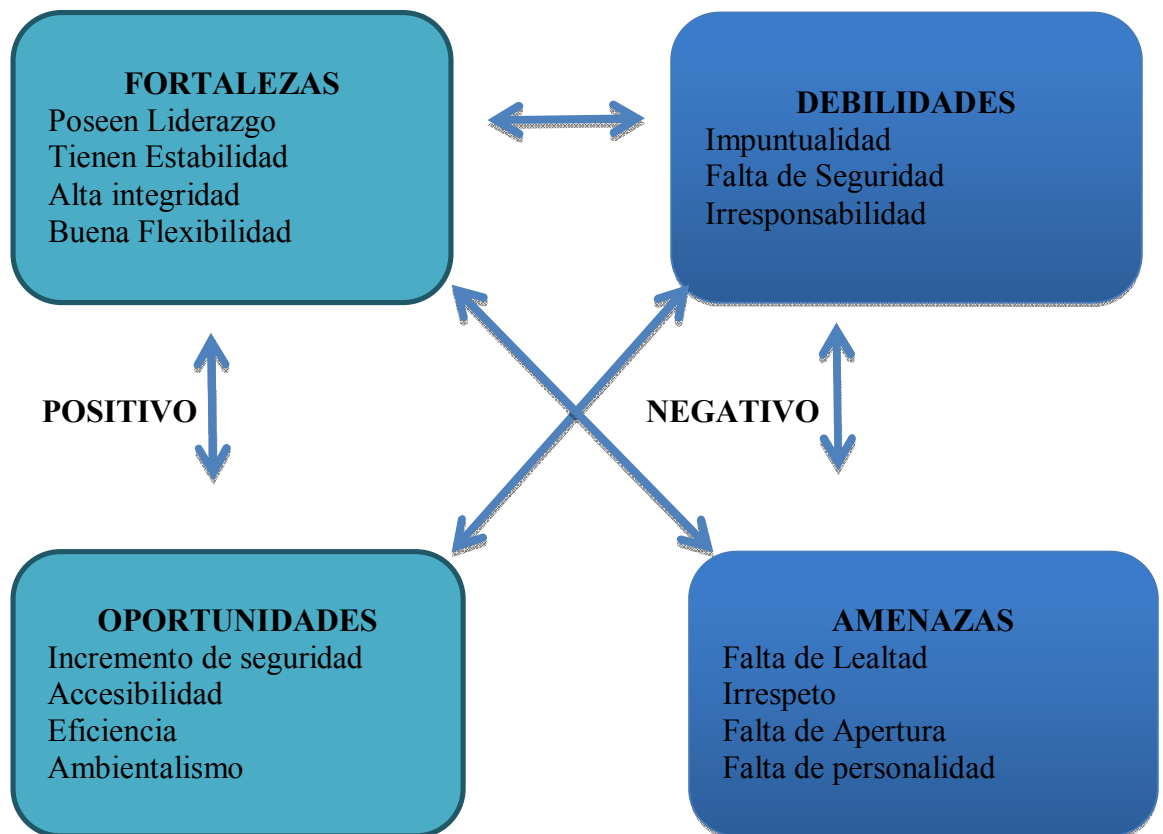 FORTALEZAS
Poseen Liderazgo
Tienen Estabilidad
Alta integridad
Buena Flexibilidad
DEBILIDADES
Impuntualidad
Falta de Seguridad
Irresponsabilidad
POSITIVO
NEGATIVO
OPORTUNIDADES
Incremento de seguridad
Accesibilidad
Eficiencia
Ambientalismo
AMENAZAS
Falta de Lealtad
Irrespeto
Falta de Apertura
Falta de personalidad